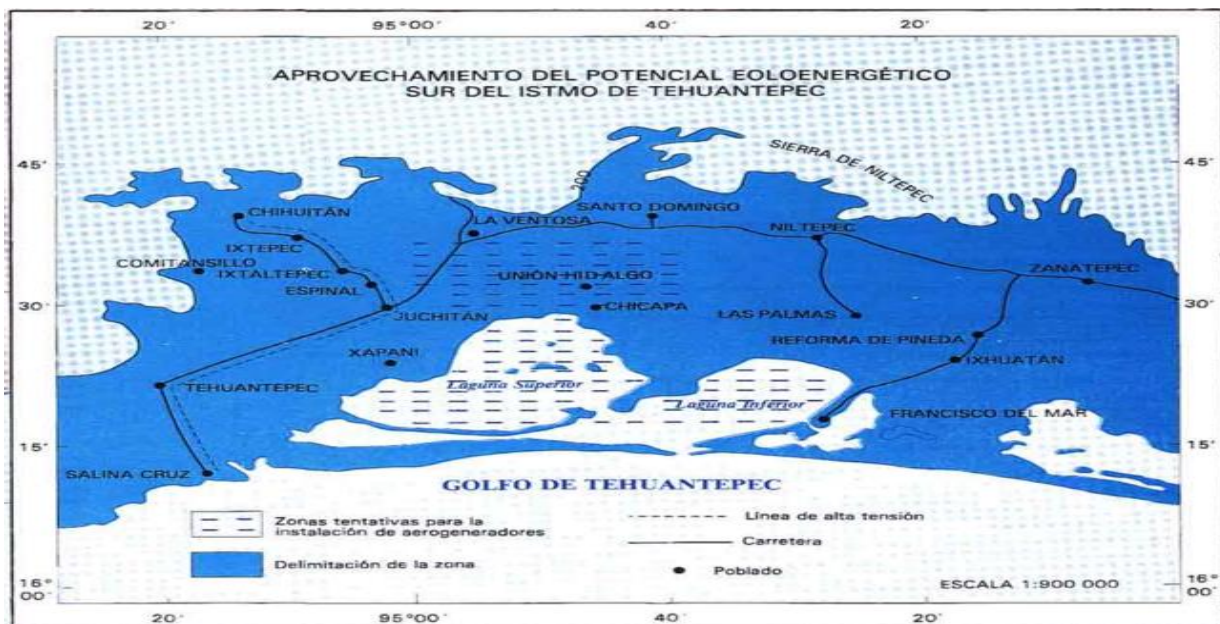 20´ 95°00´ 40´ 20´
APROVECHAMIENTO DEL POTENCIAL EOLOENERGÉTICO
SUR DEL ISTMO DE TEHUANTEPEC
45´ 45´
SIERRA DE NILTEPEC
200
CHIHUITÁN
SANTO DOMINGO
LA VENTOSA
NILTEPEC
IXTEPEC
COMITANSILLO
IXTALTEPEC
ZANATEPEC
UNIÓN HIDALGO
ESPINAL
30´ 30´
CHICAPA
JUCHITÁN
LAS PALMAS
REFORMA DE PINEDA
XAPANI
IXHUATÁN
TEHUANTEPEC
Laguna Superior
Laguna Inferior
FRANCISCO DEL MAR
15´ 15´
SALINA CRUZ
GOLFO DE TEHUANTEPEC
Zonas tentativas para la
instalación de aerogeneradores
Línea de alta tensión
Carretera
Delimitación de la zona
Poblado
ESCALA 1:900 000
16°
00´
16°
00´
20´ 95°00´ 40´ 20´